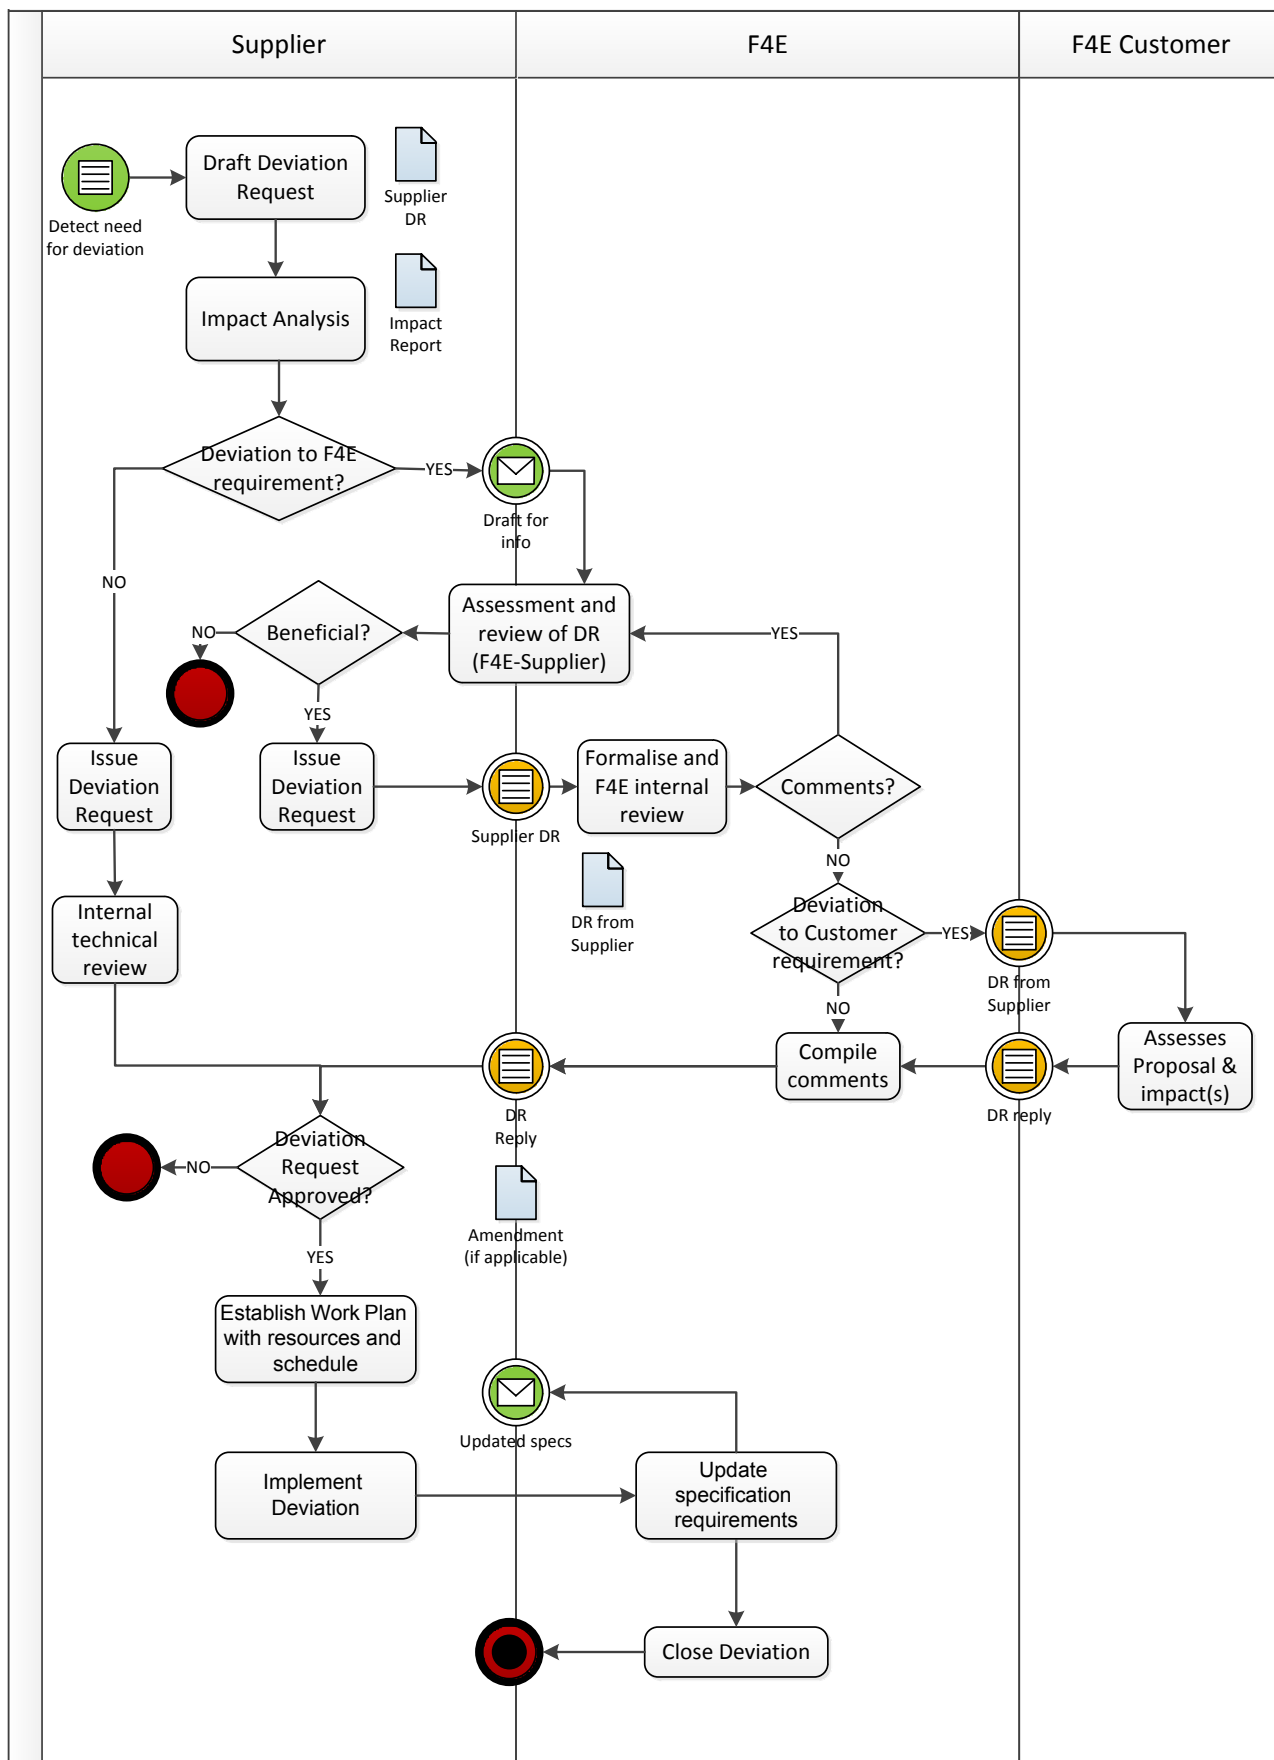 Supplier
F4E
F4E Customer
Draft Deviation
Request
Supplier
DR
Detect need
for deviation
Impact Analysis
Impact
Report
Deviation to F4E
requirement?
YES
Draft for
info
NO
Beneficial?
NO
YES
Assessment and
review of DR
(F4E-Supplier)
YES
Issue
Deviation
Request
Issue
Deviation
Request
Supplier DR
Formalise and
F4E internal
review
Comments?
NO
DR from
Supplier
Internal
technical
review
Deviation
to Customer
requirement?
YES
DR from
Supplier
NO
Compile
comments
Assesses
Proposal &
impact(s)
DR reply
DR
Reply
Deviation
Request
Approved?
NO
YES
Amendment
(if applicable)
Establish Work Plan
with resources and
schedule
Updated specs
Implement
Deviation
Update
specification
requirements
Close Deviation